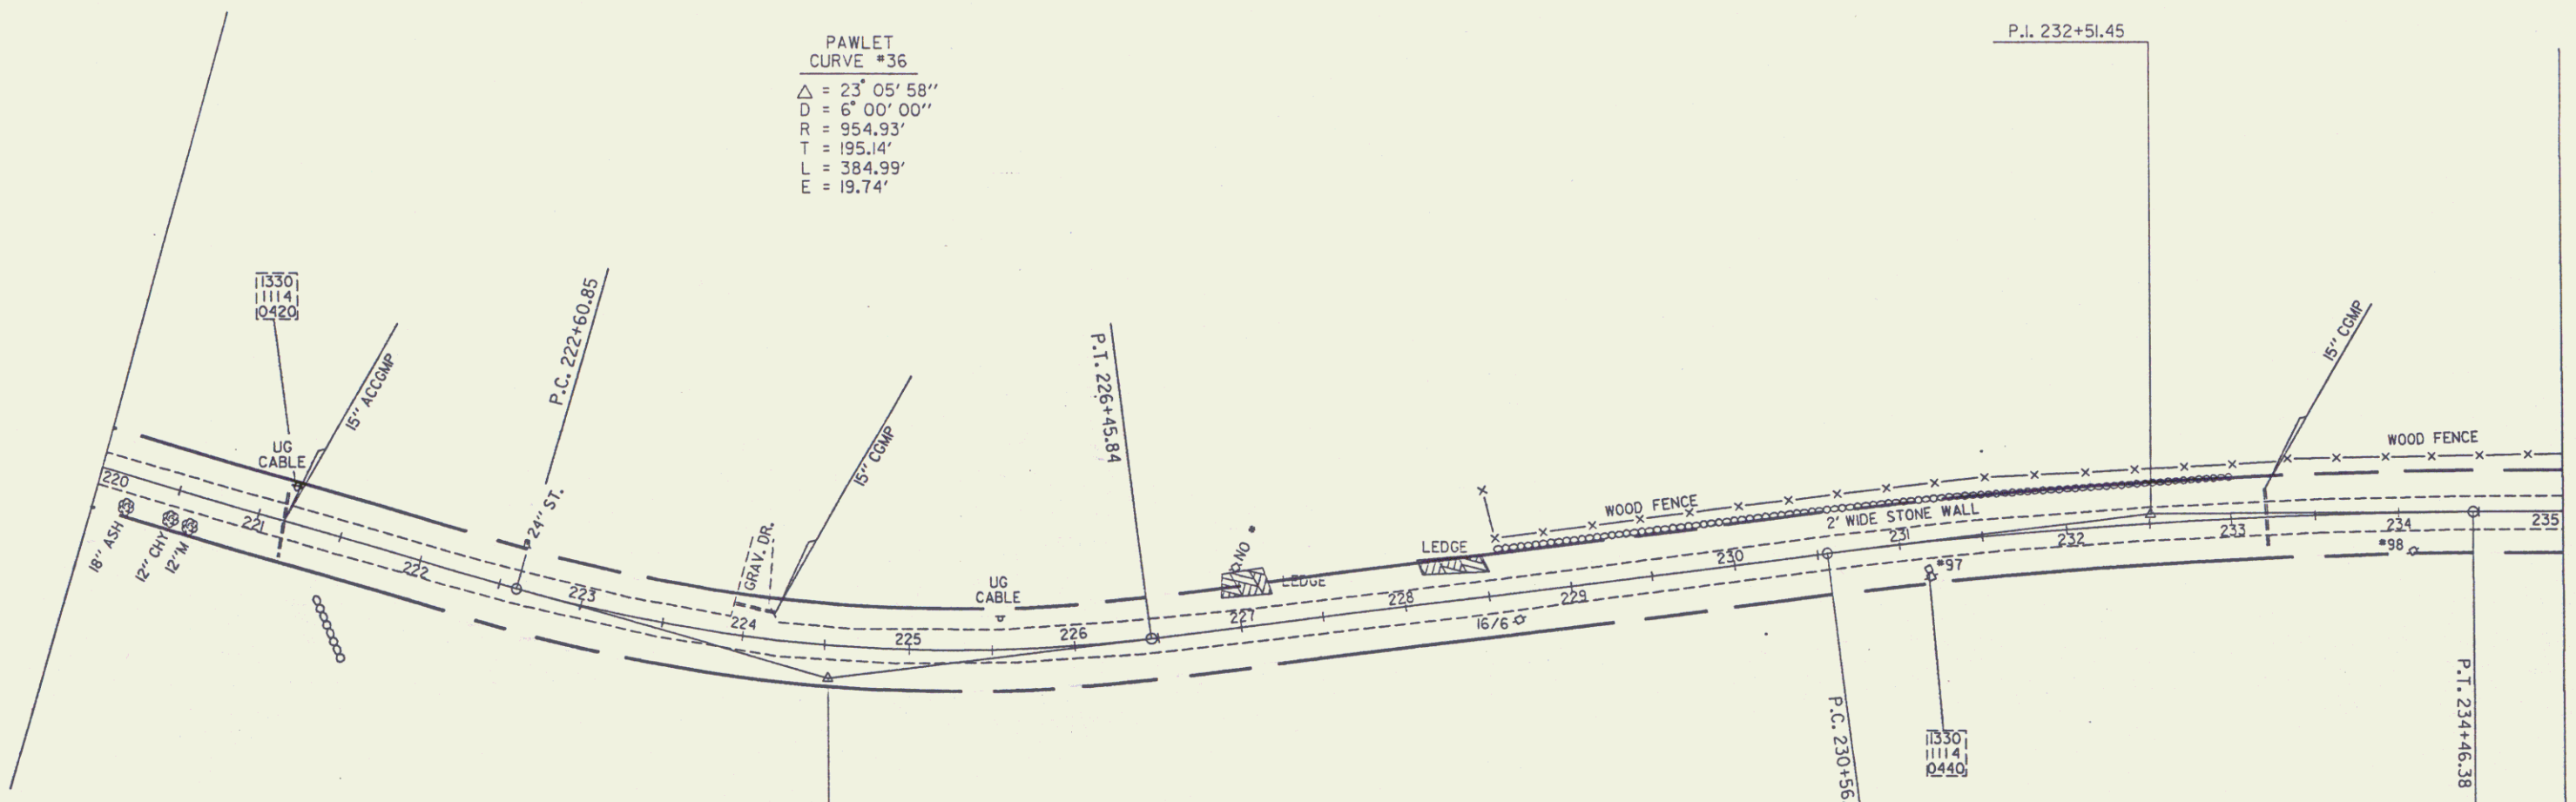 PAWLET
CURVE #36
△ = 23° 05' 58"
D = 6° 00' 00"
R = 954.93'
T = 195.14'
L = 384.99'
E = 19.74'
P.I. 232+51.45
1330
1114
0420
15" ACCGMP
P.C. 222+60.85
15" CGMP
P.T. 226+45.84
15" CGMP
UG
CABLE
24" ST.
GRAV. DR.
UG
CABLE
NO
LEDGE
LEDGE
WOOD FENCE
2' WIDE STONE WALL
WOOD FENCE
18" ASH
12" CHY
12"M
220
221
222
223
224
225
226
227
228
229
230
231
232
233
234
235
16/6
#97
#98
P.C. 230+56
1330
1114
0440
P.T. 234+46.38